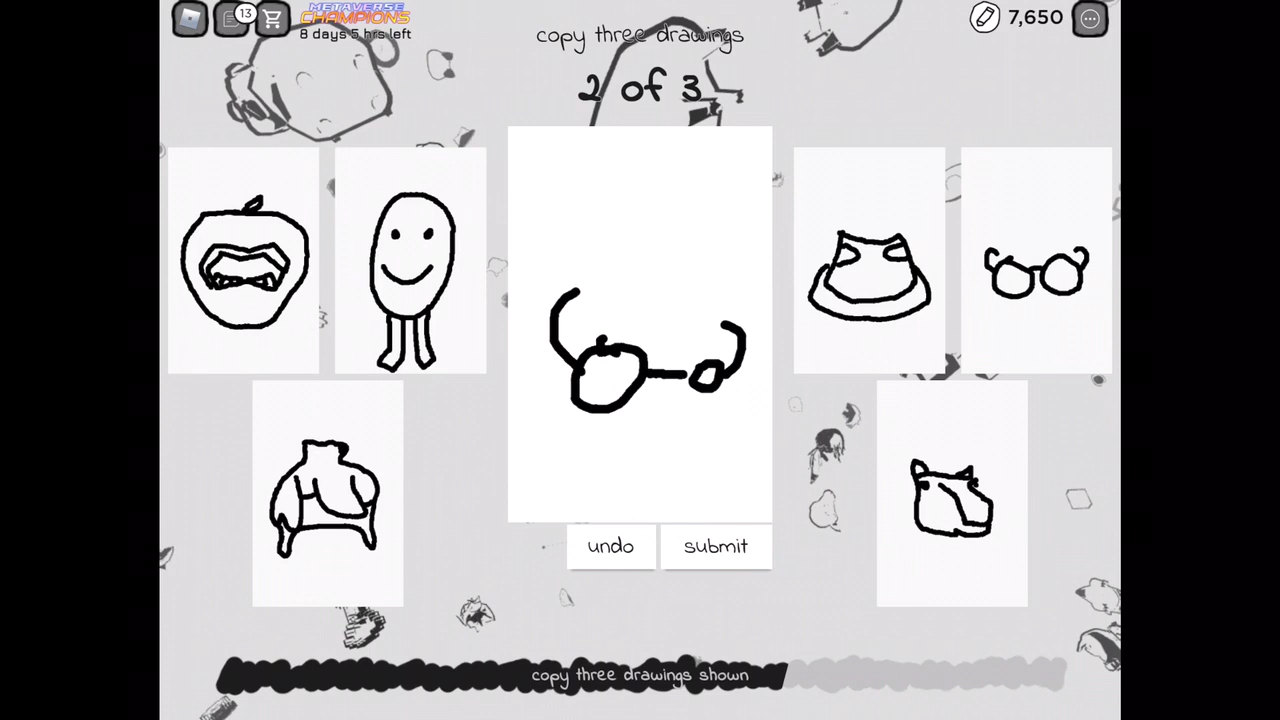 13
METAVERSE
CHAMPIONS
8 days 5 hrs left
7,650
copy three drawings
2 of 3
undo
submit
copy three drawings shown